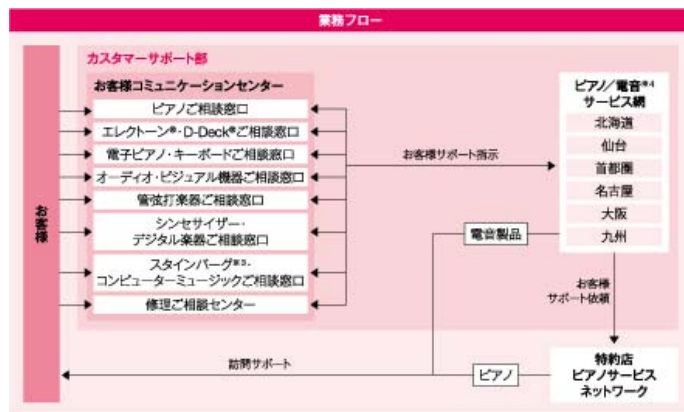 業務フロー
カスタマーサポート部
お客様コミュニケーションセンター
ピアノご相談窓口
エレクトーン®・D-Deck®ご相談窓口
電子ピアノ・キーボードご相談窓口
オーディオ・ビジュアル機器ご相談窓口
管弦打楽器ご相談窓口
シンセサイザー・
デジタル楽器ご相談窓口
スタインバーグ※3・
コンピューターミュージックご相談窓口
修理ご相談センター
お客様
お客様サポート指示
ピアノ/電音※4
サービス網
北海道
仙台
首都圏
名古屋
大阪
九州
電音製品
お客様
サポート依頼
訪問サポート
ピアノ
特約店
ピアノサービス
ネットワーク